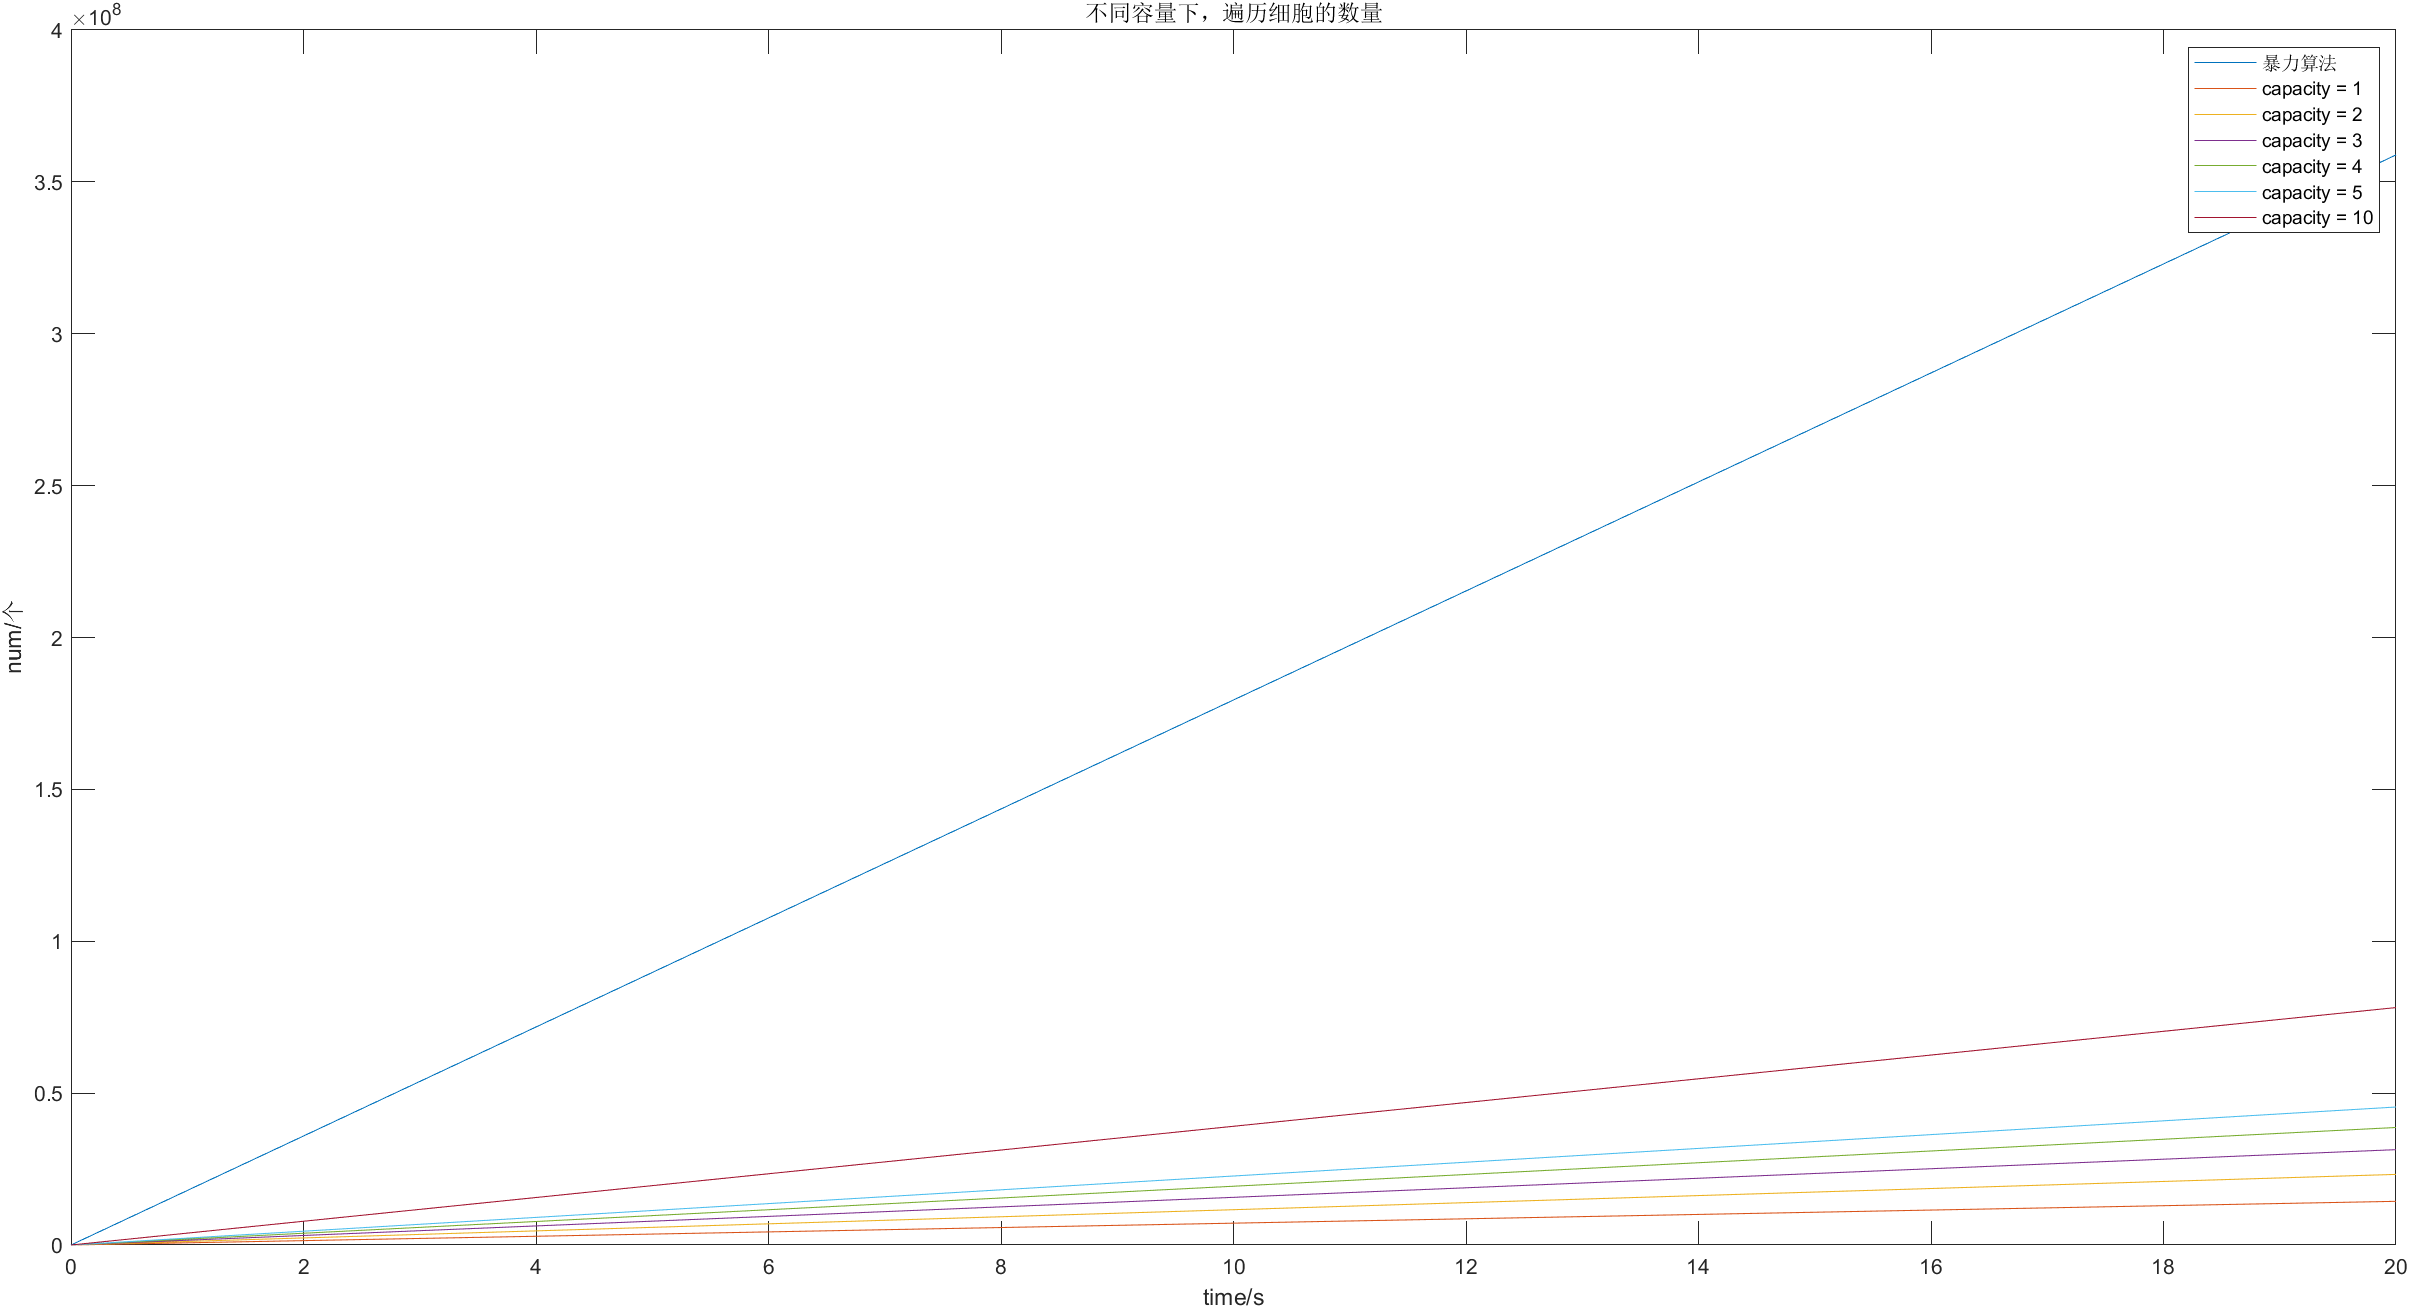 不同容量下，遍历细胞的数量
×10⁸
4
3.5
3
2.5
2
1.5
1
0.5
0
num/个
0 2 4 6 8 10 12 14 16 18 20
time/s
暴力算法
capacity = 1
capacity = 2
capacity = 3
capacity = 4
capacity = 5
capacity = 10